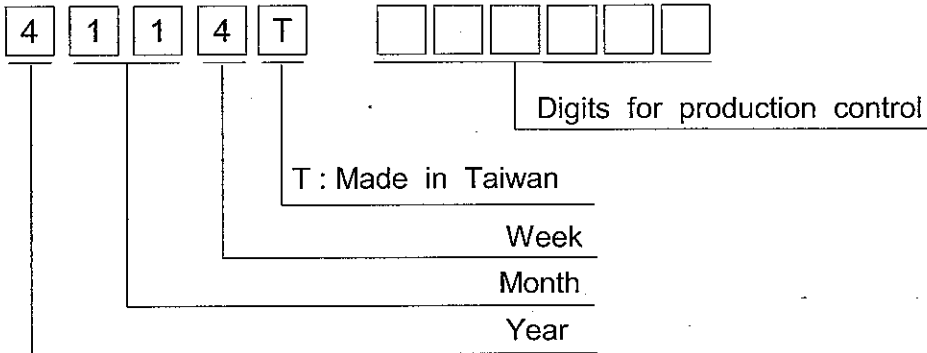 4 1 1 4 T
Digits for production control
T : Made in Taiwan
Week
Month
Year